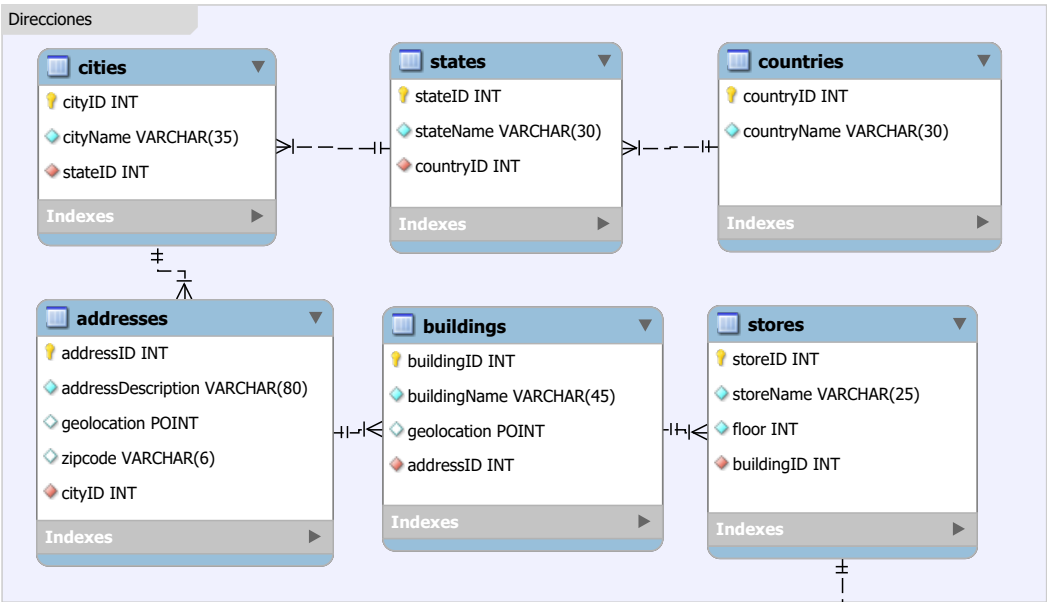 Direcciones
cities
cityID INT
cityName VARCHAR(35)
stateID INT
Indexes
states
stateID INT
stateName VARCHAR(30)
countryID INT
Indexes
countries
countryID INT
countryName VARCHAR(30)
Indexes
addresses
addressID INT
addressDescription VARCHAR(80)
geolocation POINT
zipcode VARCHAR(6)
cityID INT
Indexes
buildings
buildingID INT
buildingName VARCHAR(45)
geolocation POINT
addressID INT
Indexes
stores
storeID INT
storeName VARCHAR(25)
floor INT
buildingID INT
Indexes